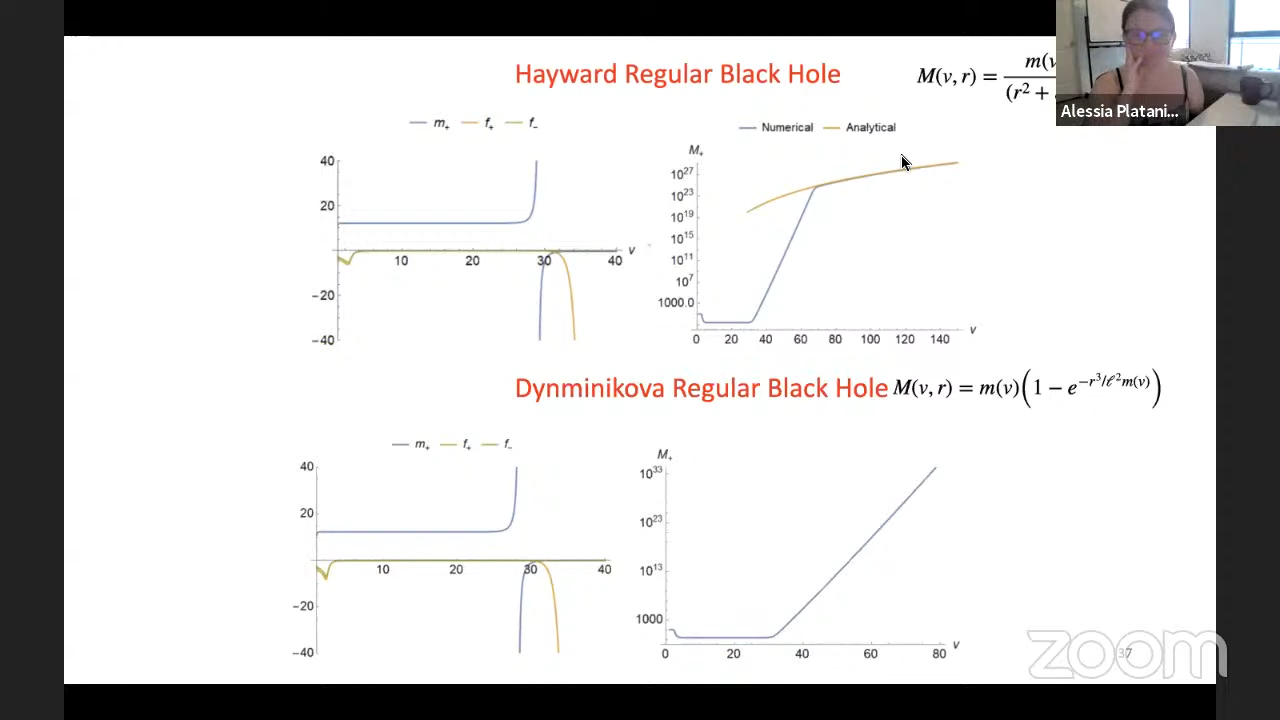 Hayward Regular Black Hole
M(v, r) = m(v / (r² +
Alessia Platani...
m₊ f₊ f₋
Numerical Analytical
40
20
-20
-40
10 20 30 40 v
M₊
10²⁷
10²³
10¹⁹
10¹⁵
10¹¹
10⁷
1000.0
0 20 40 60 80 100 120 140 v
Dynminikova Regular Black Hole M(v, r) = m(v)(1 − e^{−r³/ℓ²m(v)})
m₊ f₊ f₋
40
20
-20
-40
10 20 30 40
M₊
10³³
10²³
10¹³
1000
0 20 40 60 80 v
zoom
37